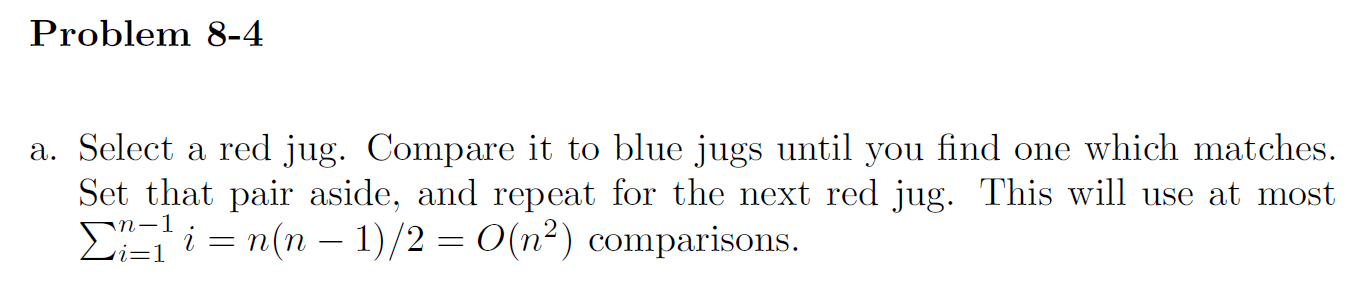 Problem 8-4
a. Select a red jug. Compare it to blue jugs until you find one which matches.
Set that pair aside, and repeat for the next red jug. This will use at most
∑_{i=1}^{n−1} i = n(n − 1)/2 = O(n²) comparisons.